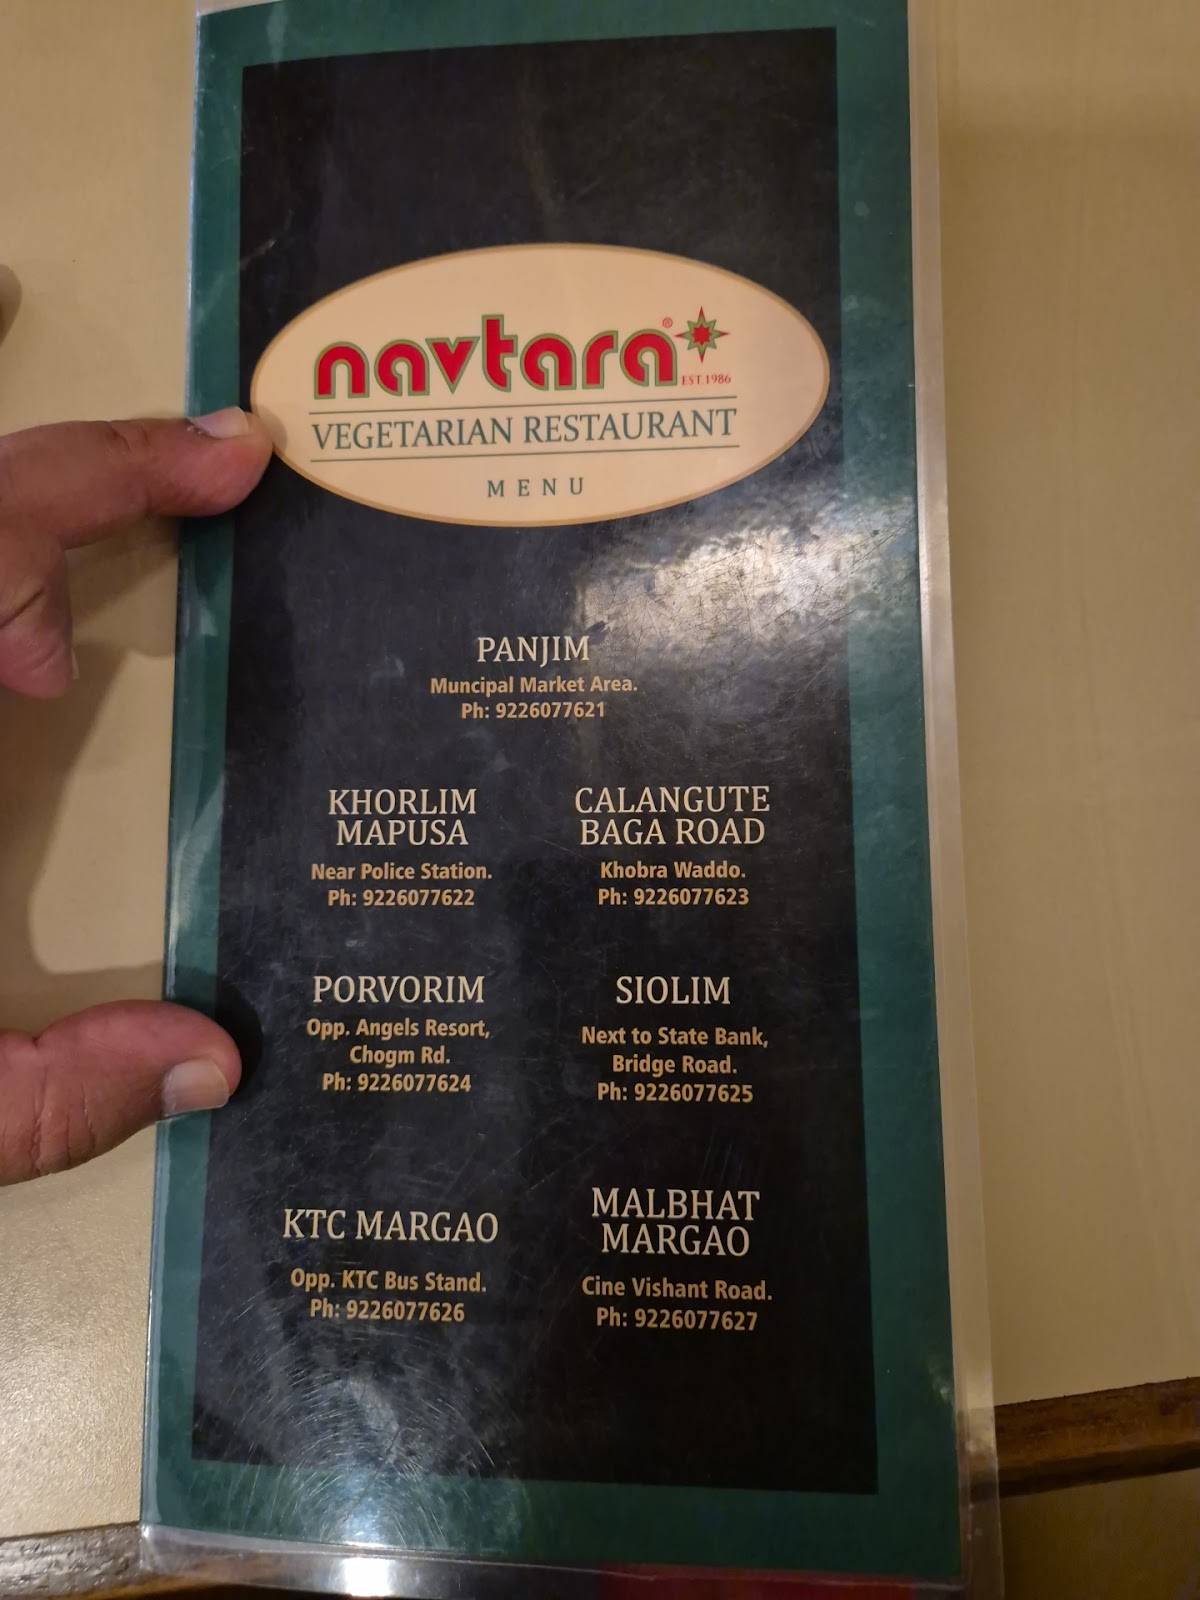 navtara®
EST.1986
VEGETARIAN RESTAURANT
MENU
PANJIM
Muncipal Market Area.
Ph: 9226077621
KHORLIM
MAPUSA
Near Police Station.
Ph: 9226077622
CALANGUTE
BAGA ROAD
Khobra Waddo.
Ph: 9226077623
PORVORIM
Opp. Angels Resort,
Chogm Rd.
Ph: 9226077624
SIOLIM
Next to State Bank,
Bridge Road.
Ph: 9226077625
KTC MARGAO
Opp. KTC Bus Stand.
Ph: 9226077626
MALBHAT
MARGAO
Cine Vishant Road.
Ph: 9226077627